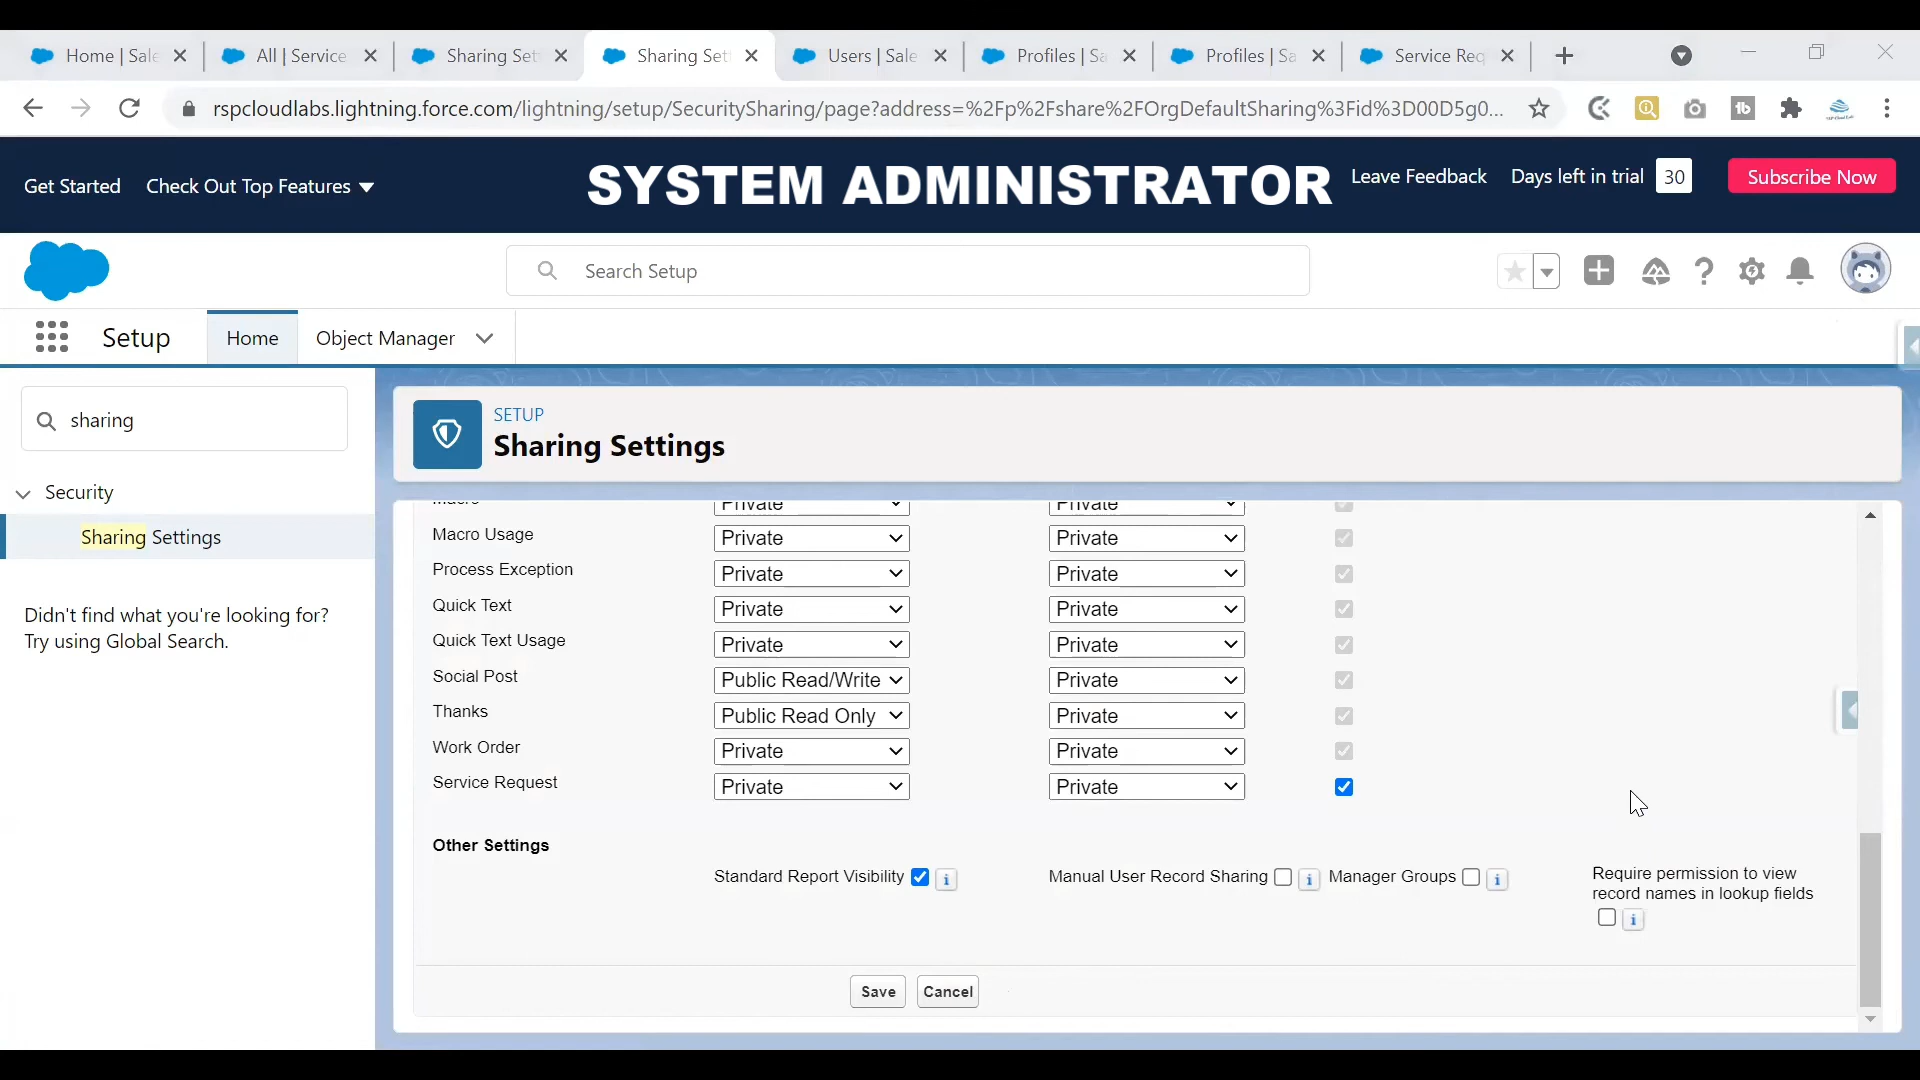 Home | Sale
All | Service
Sharing Set
Sharing Set
Users | Sale
Profiles | Sa
Profiles | Sa
Service Req
rspcloudlabs.lightning.force.com/lightning/setup/SecuritySharing/page?address=%2Fp%2Fshare%2FOrgDefaultSharing%3Fid%3D00D5g0...
Get Started
Check Out Top Features
SYSTEM ADMINISTRATOR
Leave Feedback
Days left in trial
30
Subscribe Now
Search Setup
Setup
Home
Object Manager
sharing
Security
Sharing Settings
Didn't find what you're looking for?
Try using Global Search.
SETUP
Sharing Settings
Macro Private Private
Macro Usage Private Private
Process Exception Private Private
Quick Text Private Private
Quick Text Usage Private Private
Social Post Public Read/Write Private
Thanks Public Read Only Private
Work Order Private Private
Service Request Private Private
Other Settings
Standard Report Visibility
Manual User Record Sharing
Manager Groups
Require permission to view
record names in lookup fields
Save
Cancel